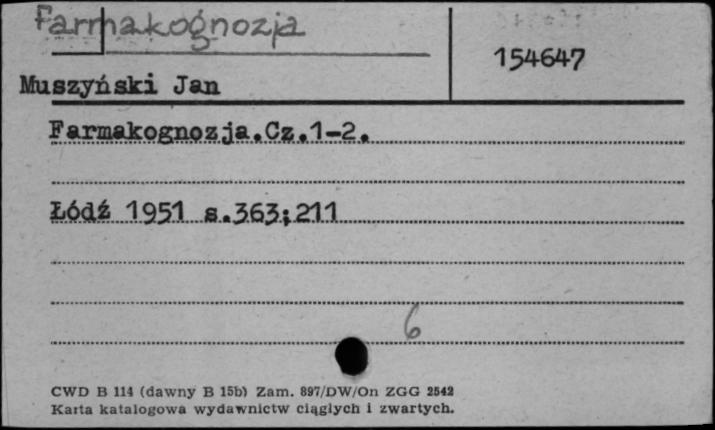 Farmakognozja
154647
Muszyński Jan
Farmakognozja.Cz.1-2.
Łódź 1951 s.363;211
6
CWD B 114 (dawny B 15b) Zam. 897/DW/On ZGG 2542
Karta katalogowa wydawnictw ciągłych i zwartych.